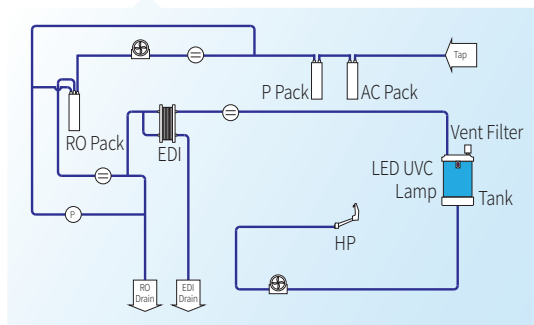 Tap
P Pack
AC Pack
RO Pack
EDI
Vent Filter
LED UVC
Lamp
Tank
P
HP
RO
Drain
EDI
Drain